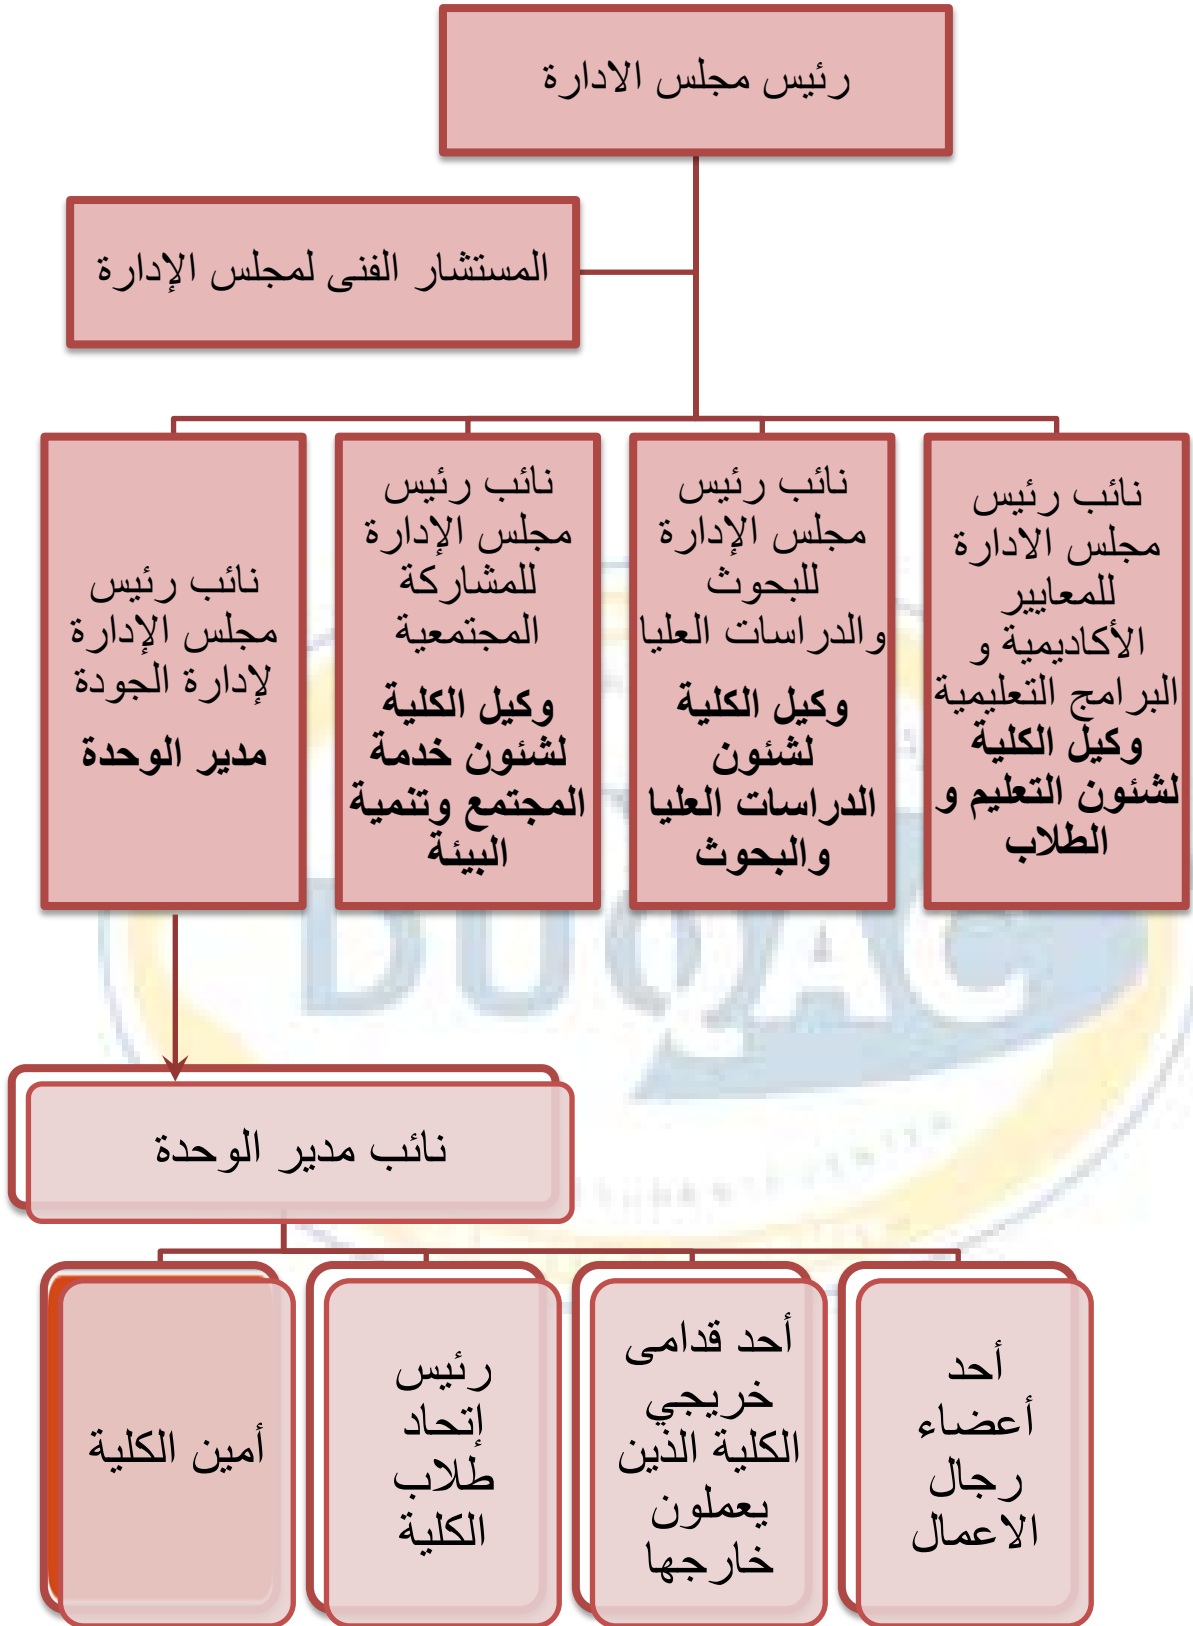 رئيس مجلس الادارة
المستشار الفنى لمجلس الإدارة
نائب رئيس
مجلس الادارة
للمعايير
الأكاديمية و
البرامج التعليمية
وكيل الكلية
لشئون التعليم و
الطلاب
نائب رئيس
مجلس الإدارة
للبحوث
والدراسات العليا
وكيل الكلية
لشئون
الدراسات العليا
والبحوث
نائب رئيس
مجلس الإدارة
للمشاركة
المجتمعية
وكيل الكلية
لشئون خدمة
المجتمع وتنمية
البيئة
نائب رئيس
مجلس الإدارة
لإدارة الجودة
مدير الوحدة
DUQAC
نائب مدير الوحدة
أحد
أعضاء
رجال
الاعمال
أحد قدامى
خريجي
الكلية الذين
يعملون
خارجها
رئيس
إتحاد
طلاب
الكلية
أمين الكلية